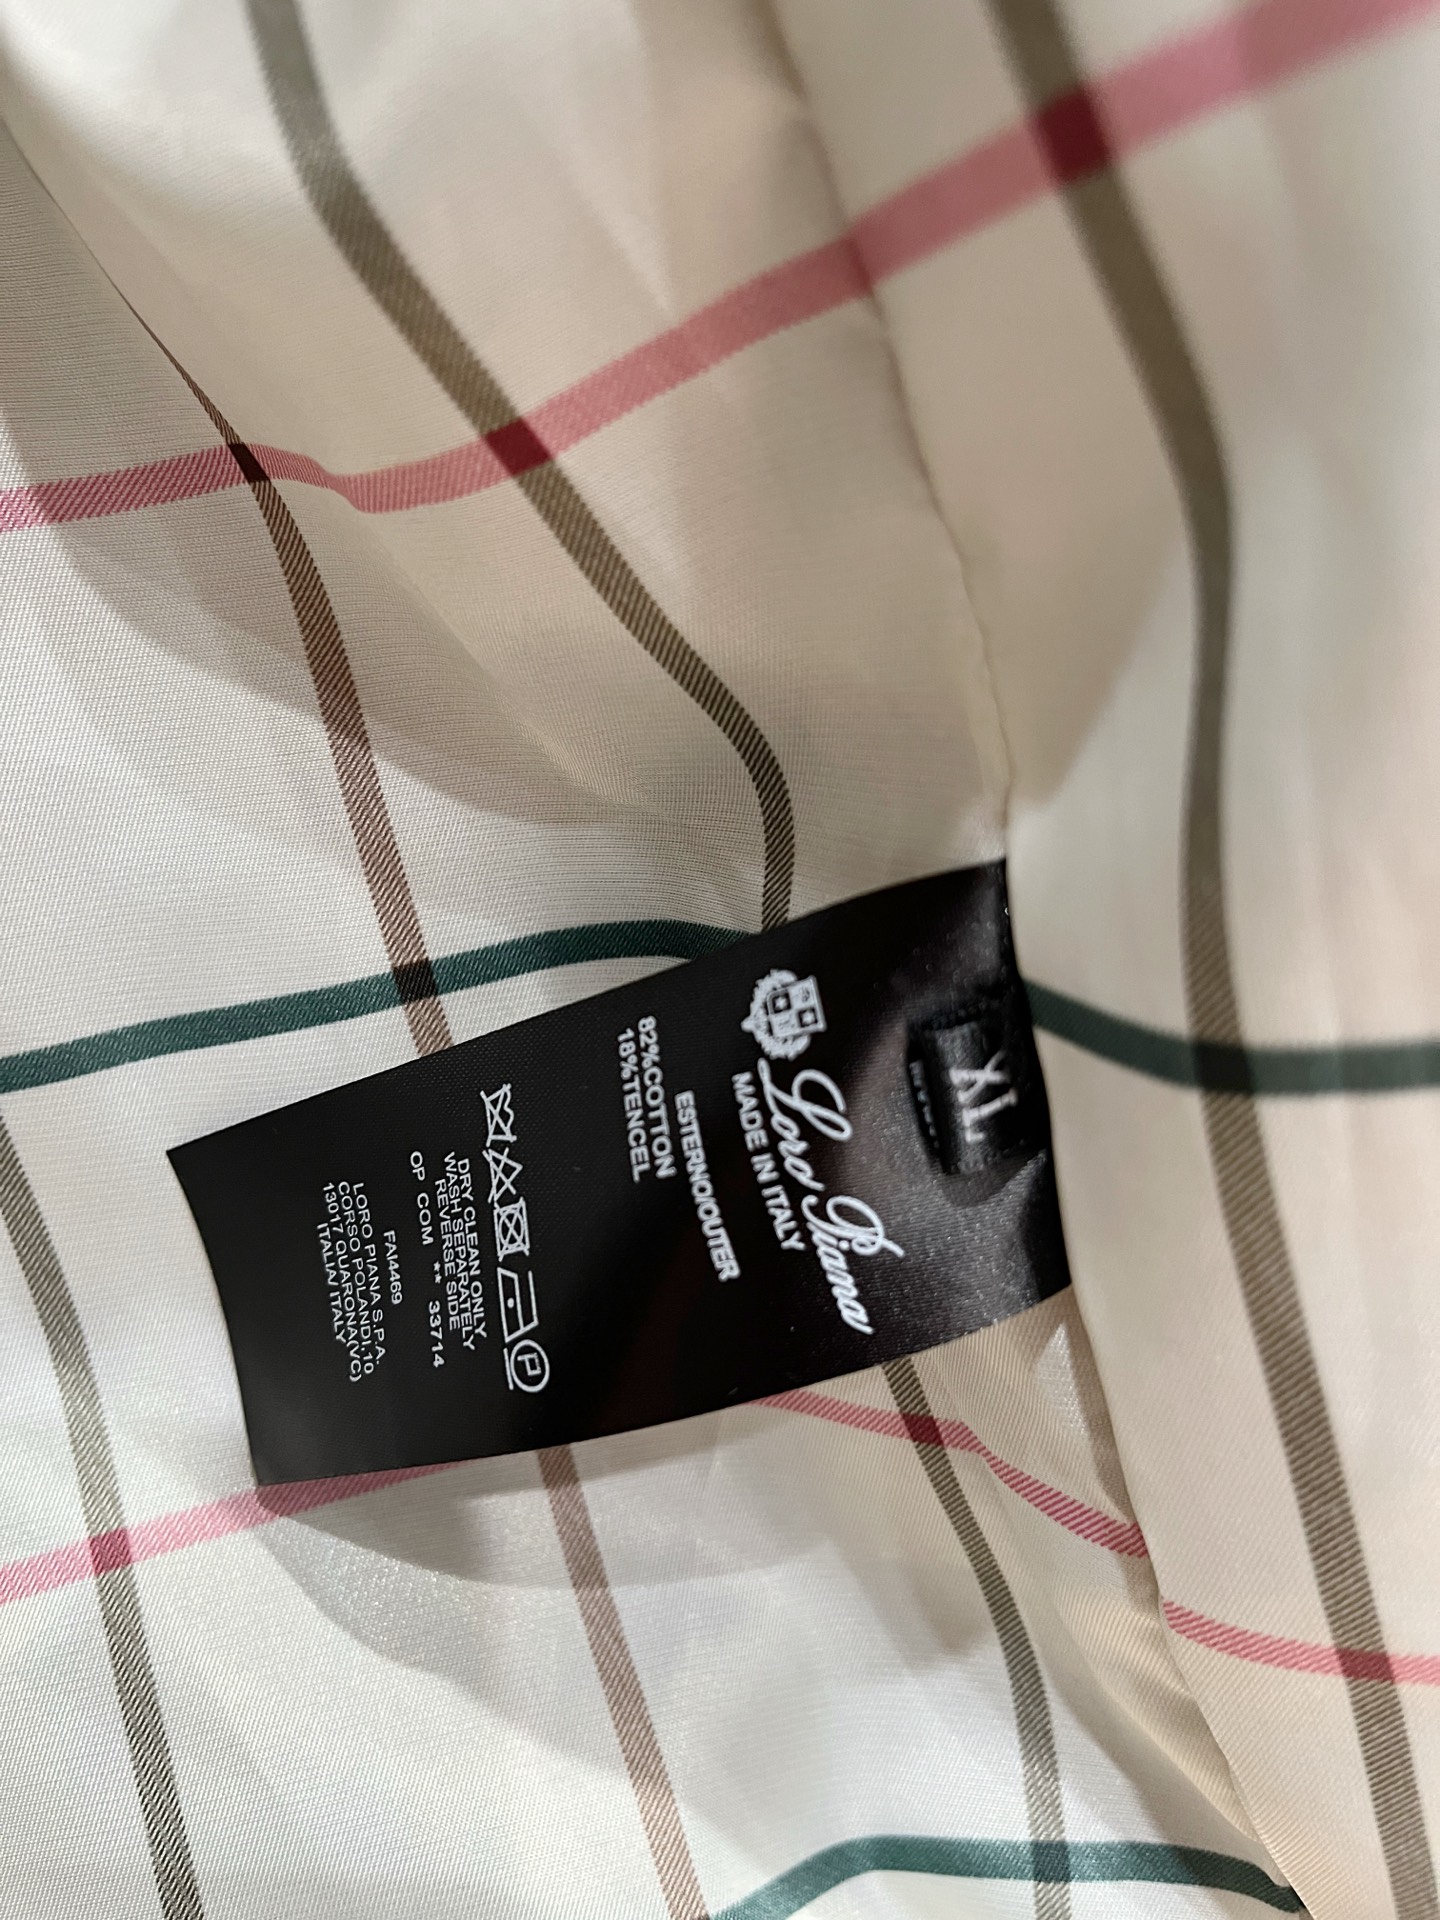 XL
Loro Piana
MADE IN ITALY
ESTERNO/OUTER
82%COTTON
18%TENCEL
P
DRY CLEAN ONLY
WASH SEPARATELY
REVERSE SIDE
OP COM ** 33714
FAI4469
LORO PIANA S.P.A.
CORSO P.ROLANDI,10
13017 QUARONA(VC)
ITALIA/ITALY